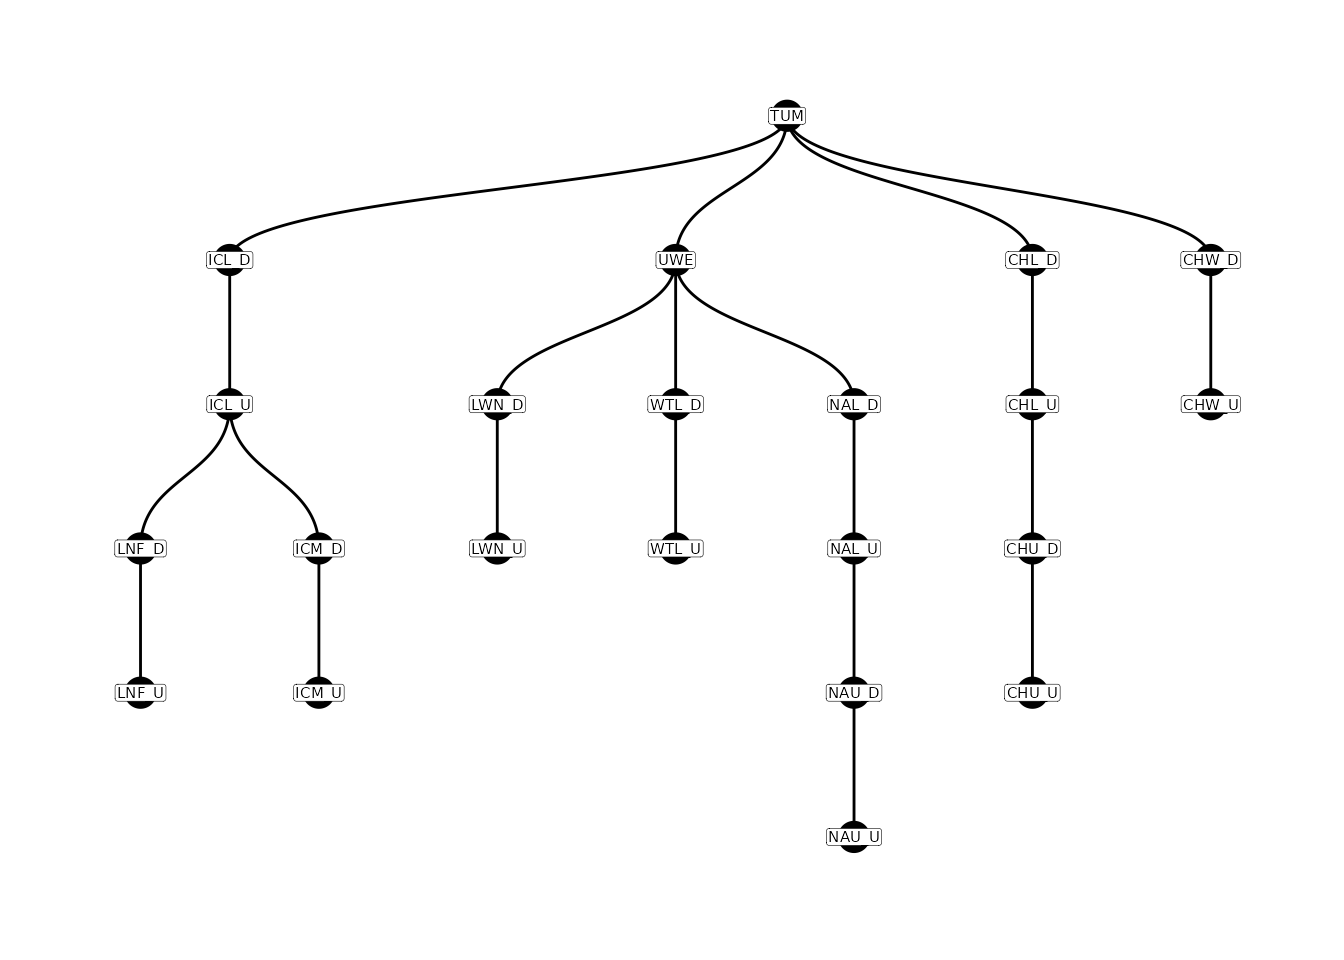 TUM
ICL_D
UWE
CHL_D
CHW_D
ICL_U
LWN_D
WTL_D
NAL_D
CHL_U
CHW_U
LNF_D
ICM_D
LWN_U
WTL_U
NAL_U
CHU_D
LNF_U
ICM_U
NAU_D
CHU_U
NAU_U